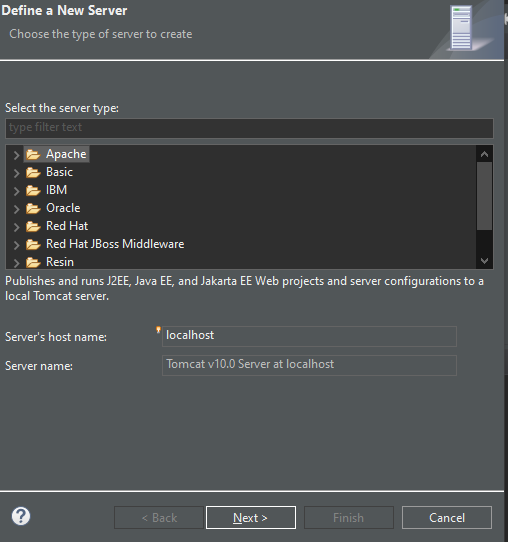 Define a New Server
Choose the type of server to create
Select the server type:
type filter text
Apache
Basic
IBM
Oracle
Red Hat
Red Hat JBoss Middleware
Resin
Publishes and runs J2EE, Java EE, and Jakarta EE Web projects and server configurations to a
local Tomcat server.
Server's host name: localhost
Server name: Tomcat v10.0 Server at localhost
? < Back Next > Finish Cancel